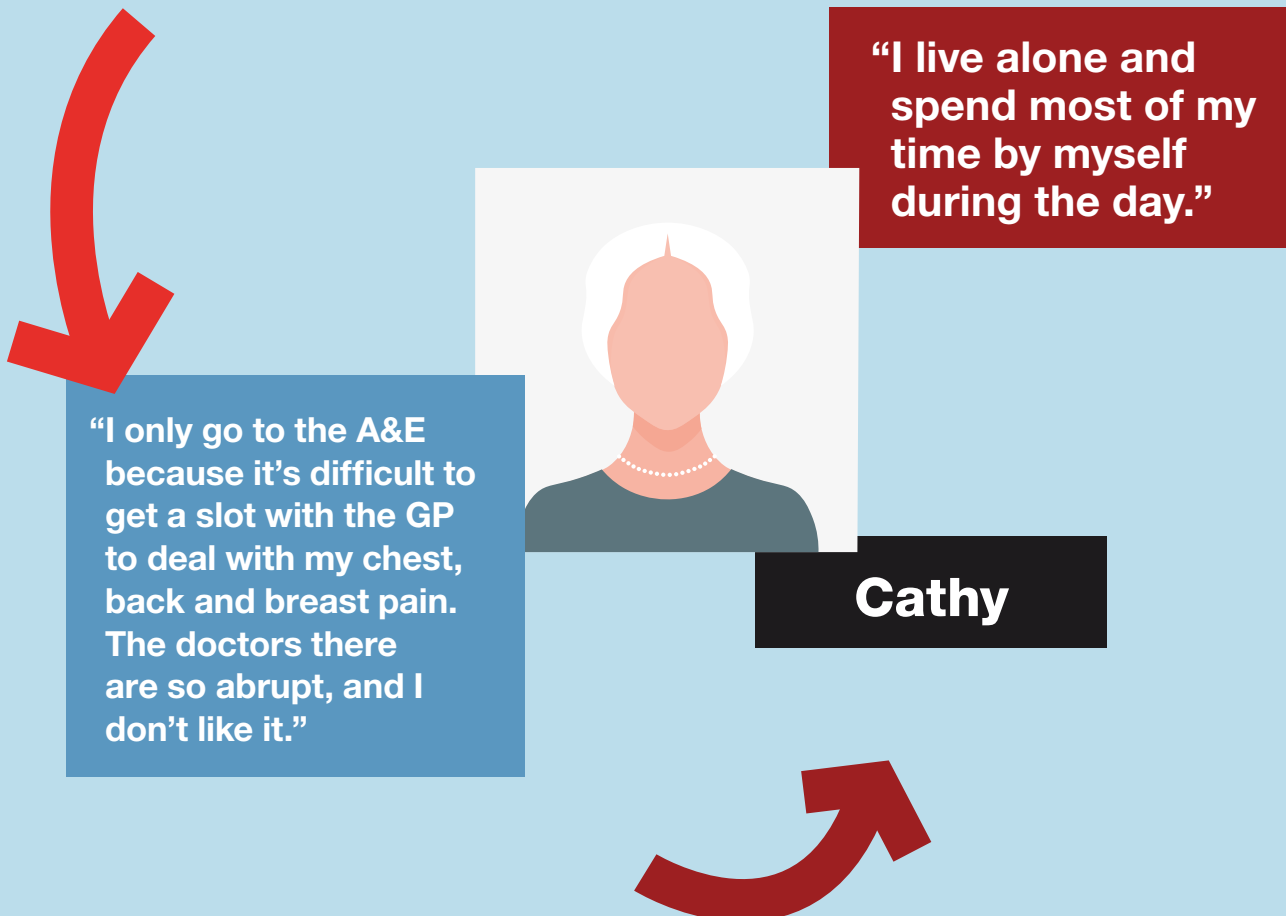 “I live alone and
spend most of my
time by myself
during the day.”
“I only go to the A&E
because it’s difficult to
get a slot with the GP
to deal with my chest,
back and breast pain.
The doctors there
are so abrupt, and I
don’t like it.”
Cathy